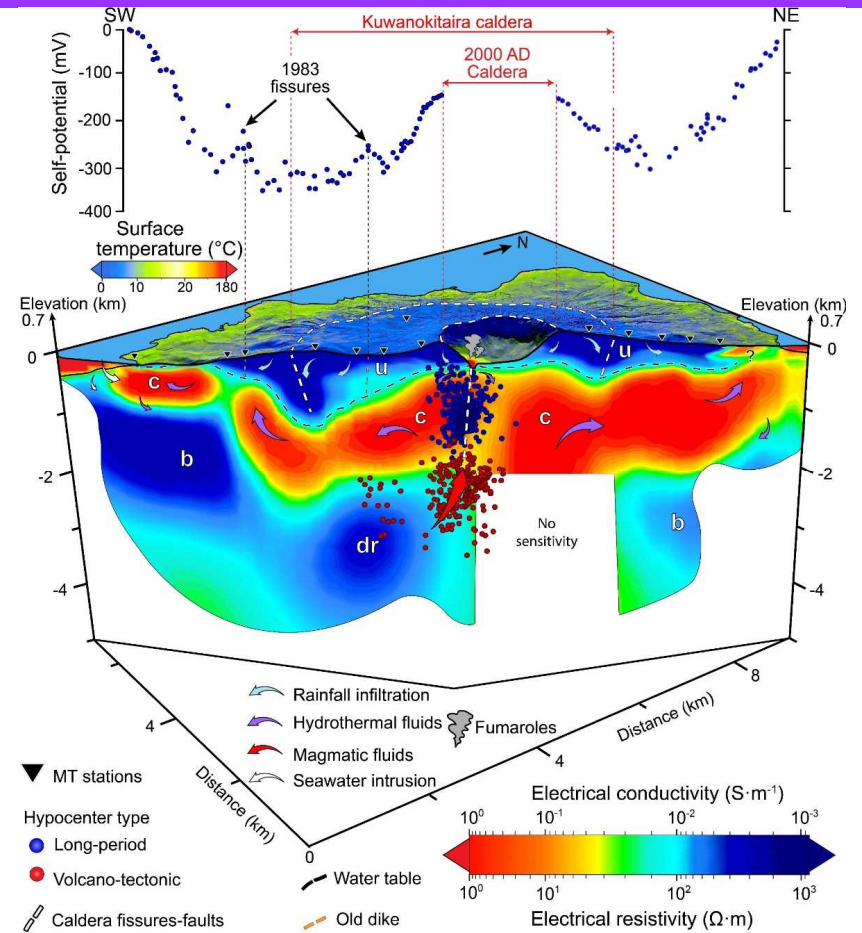 SW
NE
Kuwanokitaira caldera
2000 AD
Caldera
1983
fissures
Self-potential (mV)
0
-100
-200
-300
-400
Surface
temperature (°C)
0 10 20 180
N
Elevation (km)
0.7
0
-2
-4
Elevation (km)
0.7
0
-2
-4
u
u
?
c
c
c
b
b
dr
No
sensitivity
Rainfall infiltration
Hydrothermal fluids
Magmatic fluids
Seawater intrusion
Fumaroles
8
Distance (km)
4
4
Distance (km)
0
MT stations
Hypocenter type
Long-period
Volcano-tectonic
Caldera fissures-faults
Water table
Old dike
Electrical conductivity (S·m⁻¹)
10⁰ 10⁻¹ 10⁻² 10⁻³
10⁰ 10¹ 10² 10³
Electrical resistivity (Ω·m)